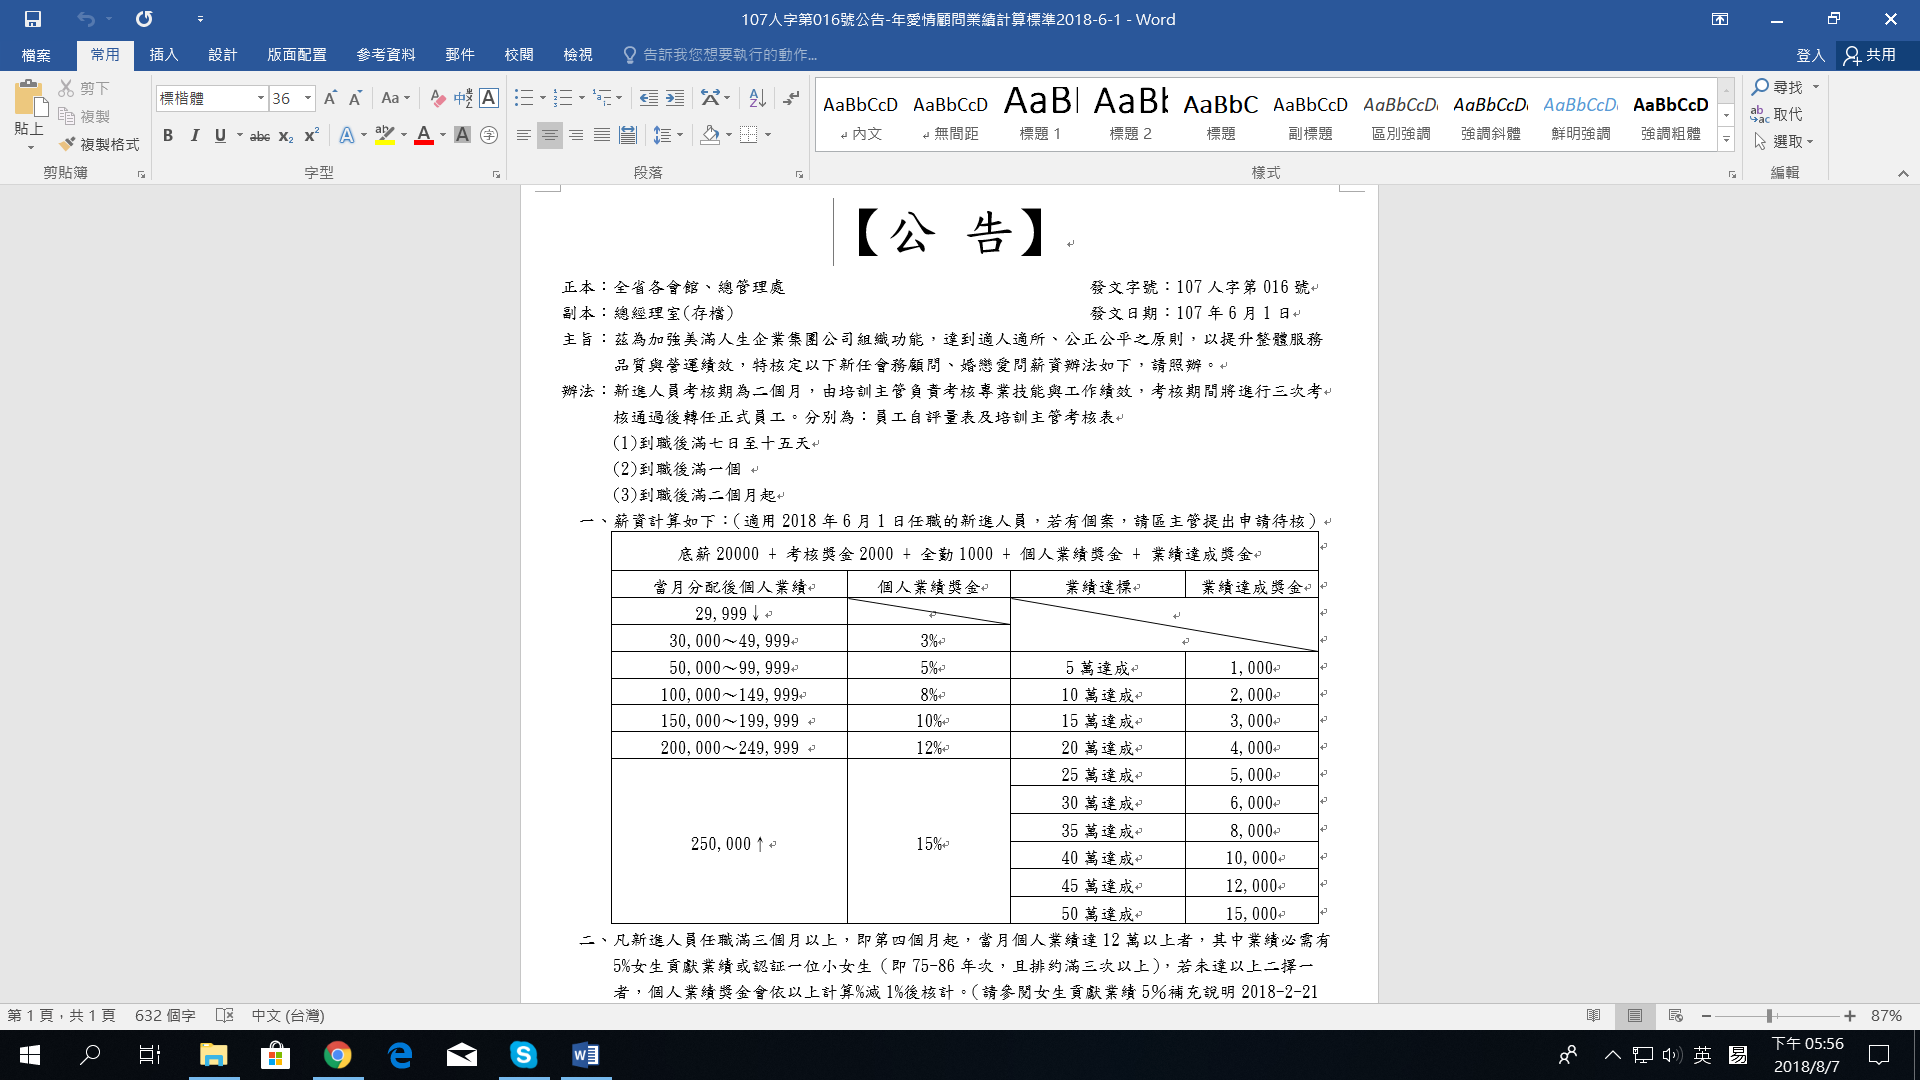 107人字第016號公告-年愛情顧問業績計算標準2018-6-1 - Word
檔案 常用 插入 設計 版面配置 參考資料 郵件 校閱 檢視 告訴我您想要執行的動作... 登入 共用
貼上 剪下 複製 複製格式 剪貼簿
標楷體 36 字型
段落
AaBbCcD AaBbCcD AaBl AaBl AaBbC AaBbCcD AaBbCcDi AaBbCcDi AaBbCcDi AaBbCcD
內文 無間距 標題 1 標題 2 標題 副標題 區別強調 強調斜體 鮮明強調 強調粗體
樣式
尋找 取代 選取 編輯
【公 告】
正本：全省各會館、總管理處 發文字號：107 人字第 016 號
副本：總經理室(存檔) 發文日期：107 年 6 月 1 日
主旨：茲為加強美滿人生企業集團公司組織功能，達到適人適所、公正公平之原則，以提升整體服務
品質與營運績效，特核定以下新任會務顧問、婚戀愛問薪資辦法如下，請照辦。
辦法：新進人員考核期為二個月，由培訓主管負責考核專業技能與工作績效，考核期間將進行三次考
核通過後轉任正式員工。分別為：員工自評量表及培訓主管考核表
(1)到職後滿七日至十五天
(2)到職後滿一個
(3)到職後滿二個月起
一、薪資計算如下：(適用 2018 年 6 月 1 日任職的新進人員，若有個案，請區主管提出申請待核)
底薪 20000 + 考核獎金 2000 + 全勤 1000 + 個人業績獎金 + 業績達成獎金
當月分配後個人業績 個人業績獎金 業績達標 業績達成獎金
29,999↓
30,000～49,999 3%
50,000～99,999 5% 5 萬達成 1,000
100,000～149,999 8% 10 萬達成 2,000
150,000～199,999 10% 15 萬達成 3,000
200,000～249,999 12% 20 萬達成 4,000
250,000↑ 15% 25 萬達成 5,000
30 萬達成 6,000
35 萬達成 8,000
40 萬達成 10,000
45 萬達成 12,000
50 萬達成 15,000
二、凡新進人員任職滿三個月以上，即第四個月起，當月個人業績達 12 萬以上者，其中業績必需有
5%女生貢獻業績或認証一位小女生（即 75-86 年次，且排約滿三次以上），若未達以上二擇一
者，個人業績獎金會依以上計算%減 1%後核計。(請參閱女生貢獻業績 5%補充說明 2018-2-21
第 1 頁，共 1 頁 632 個字 中文 (台灣) 87%
英 易 下午 05:56
2018/8/7